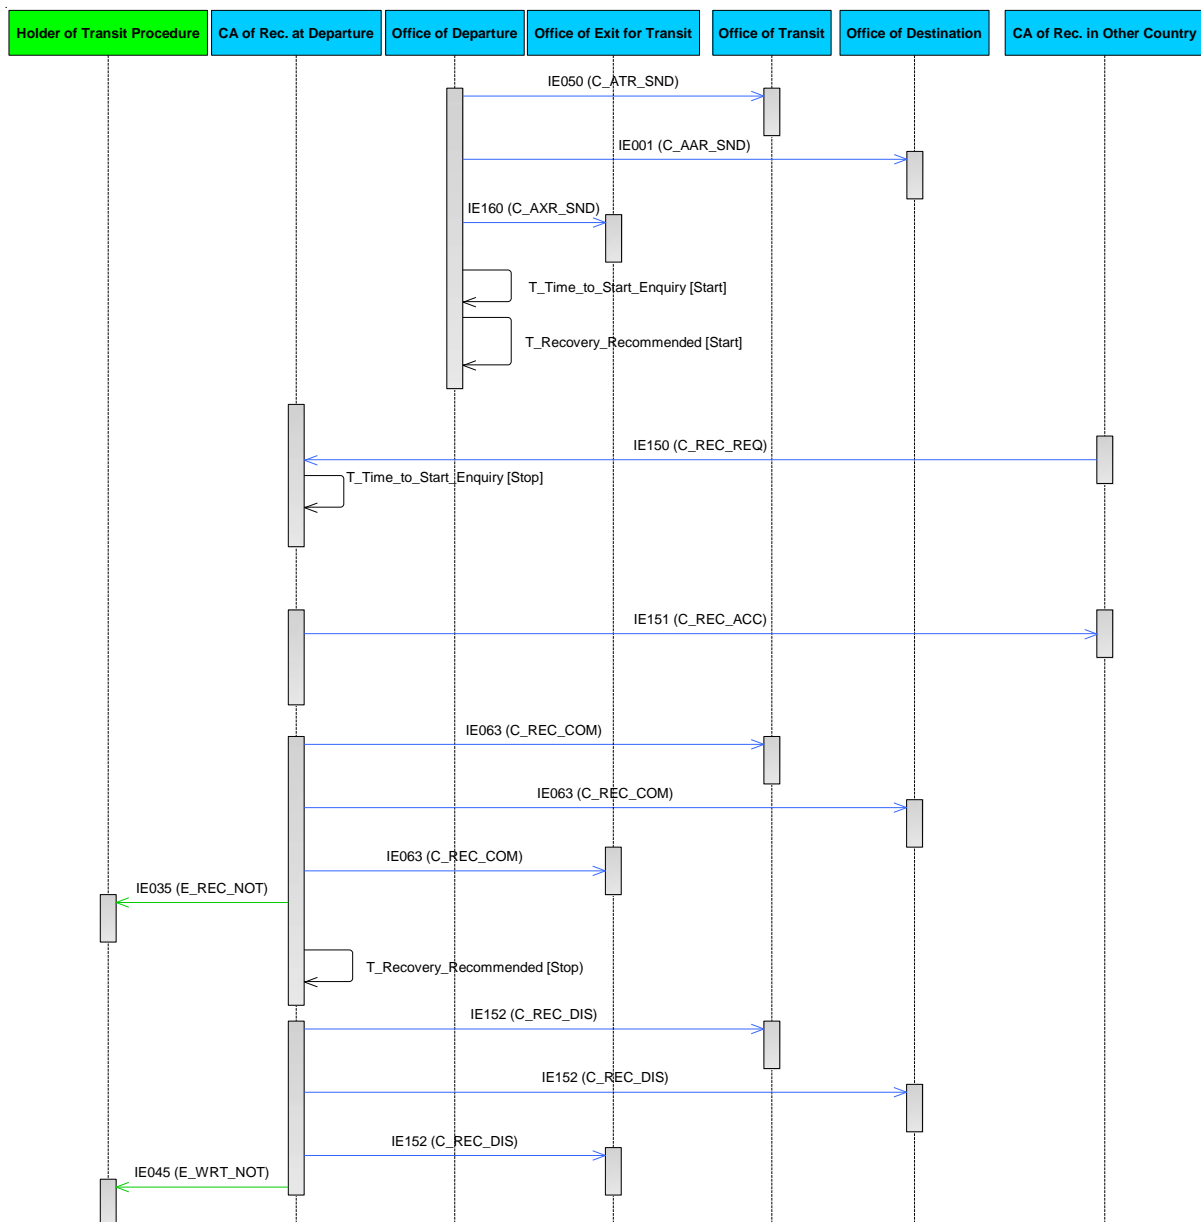 Holder of Transit Procedure
CA of Rec. at Departure
Office of Departure
Office of Exit for Transit
Office of Transit
Office of Destination
CA of Rec. in Other Country
IE050 (C_ATR_SND)
IE001 (C_AAR_SND)
IE160 (C_AXR_SND)
T_Time_to_Start_Enquiry [Start]
T_Recovery_Recommended [Start]
IE150 (C_REC_REQ)
T_Time_to_Start_Enquiry [Stop]
IE151 (C_REC_ACC)
IE063 (C_REC_COM)
IE063 (C_REC_COM)
IE063 (C_REC_COM)
IE035 (E_REC_NOT)
T_Recovery_Recommended [Stop)
IE152 (C_REC_DIS)
IE152 (C_REC_DIS)
IE152 (C_REC_DIS)
IE045 (E_WRT_NOT)